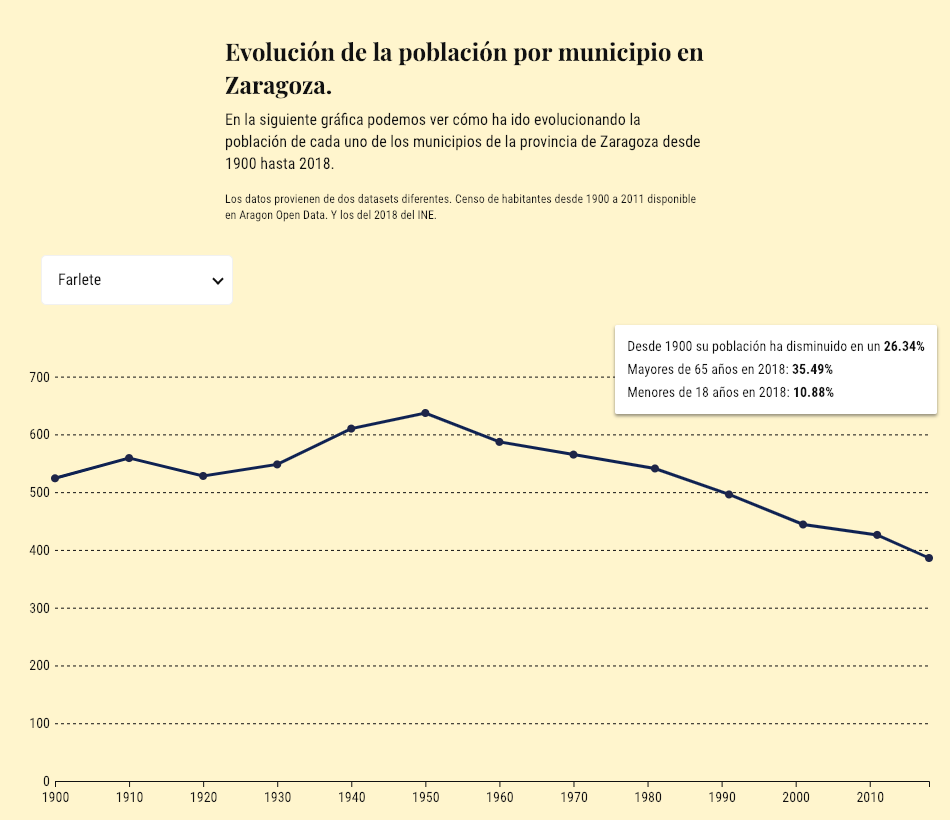 Evolución de la población por municipio en
Zaragoza.
En la siguiente gráfica podemos ver cómo ha ido evolucionando la
población de cada uno de los municipios de la provincia de Zaragoza desde
1900 hasta 2018.
Los datos provienen de dos datasets diferentes. Censo de habitantes desde 1900 a 2011 disponible
en Aragon Open Data. Y los del 2018 del INE.
Farlete
Desde 1900 su población ha disminuido en un 26.34%
Mayores de 65 años en 2018: 35.49%
Menores de 18 años en 2018: 10.88%
700
600
500
400
300
200
100
0
1900 1910 1920 1930 1940 1950 1960 1970 1980 1990 2000 2010